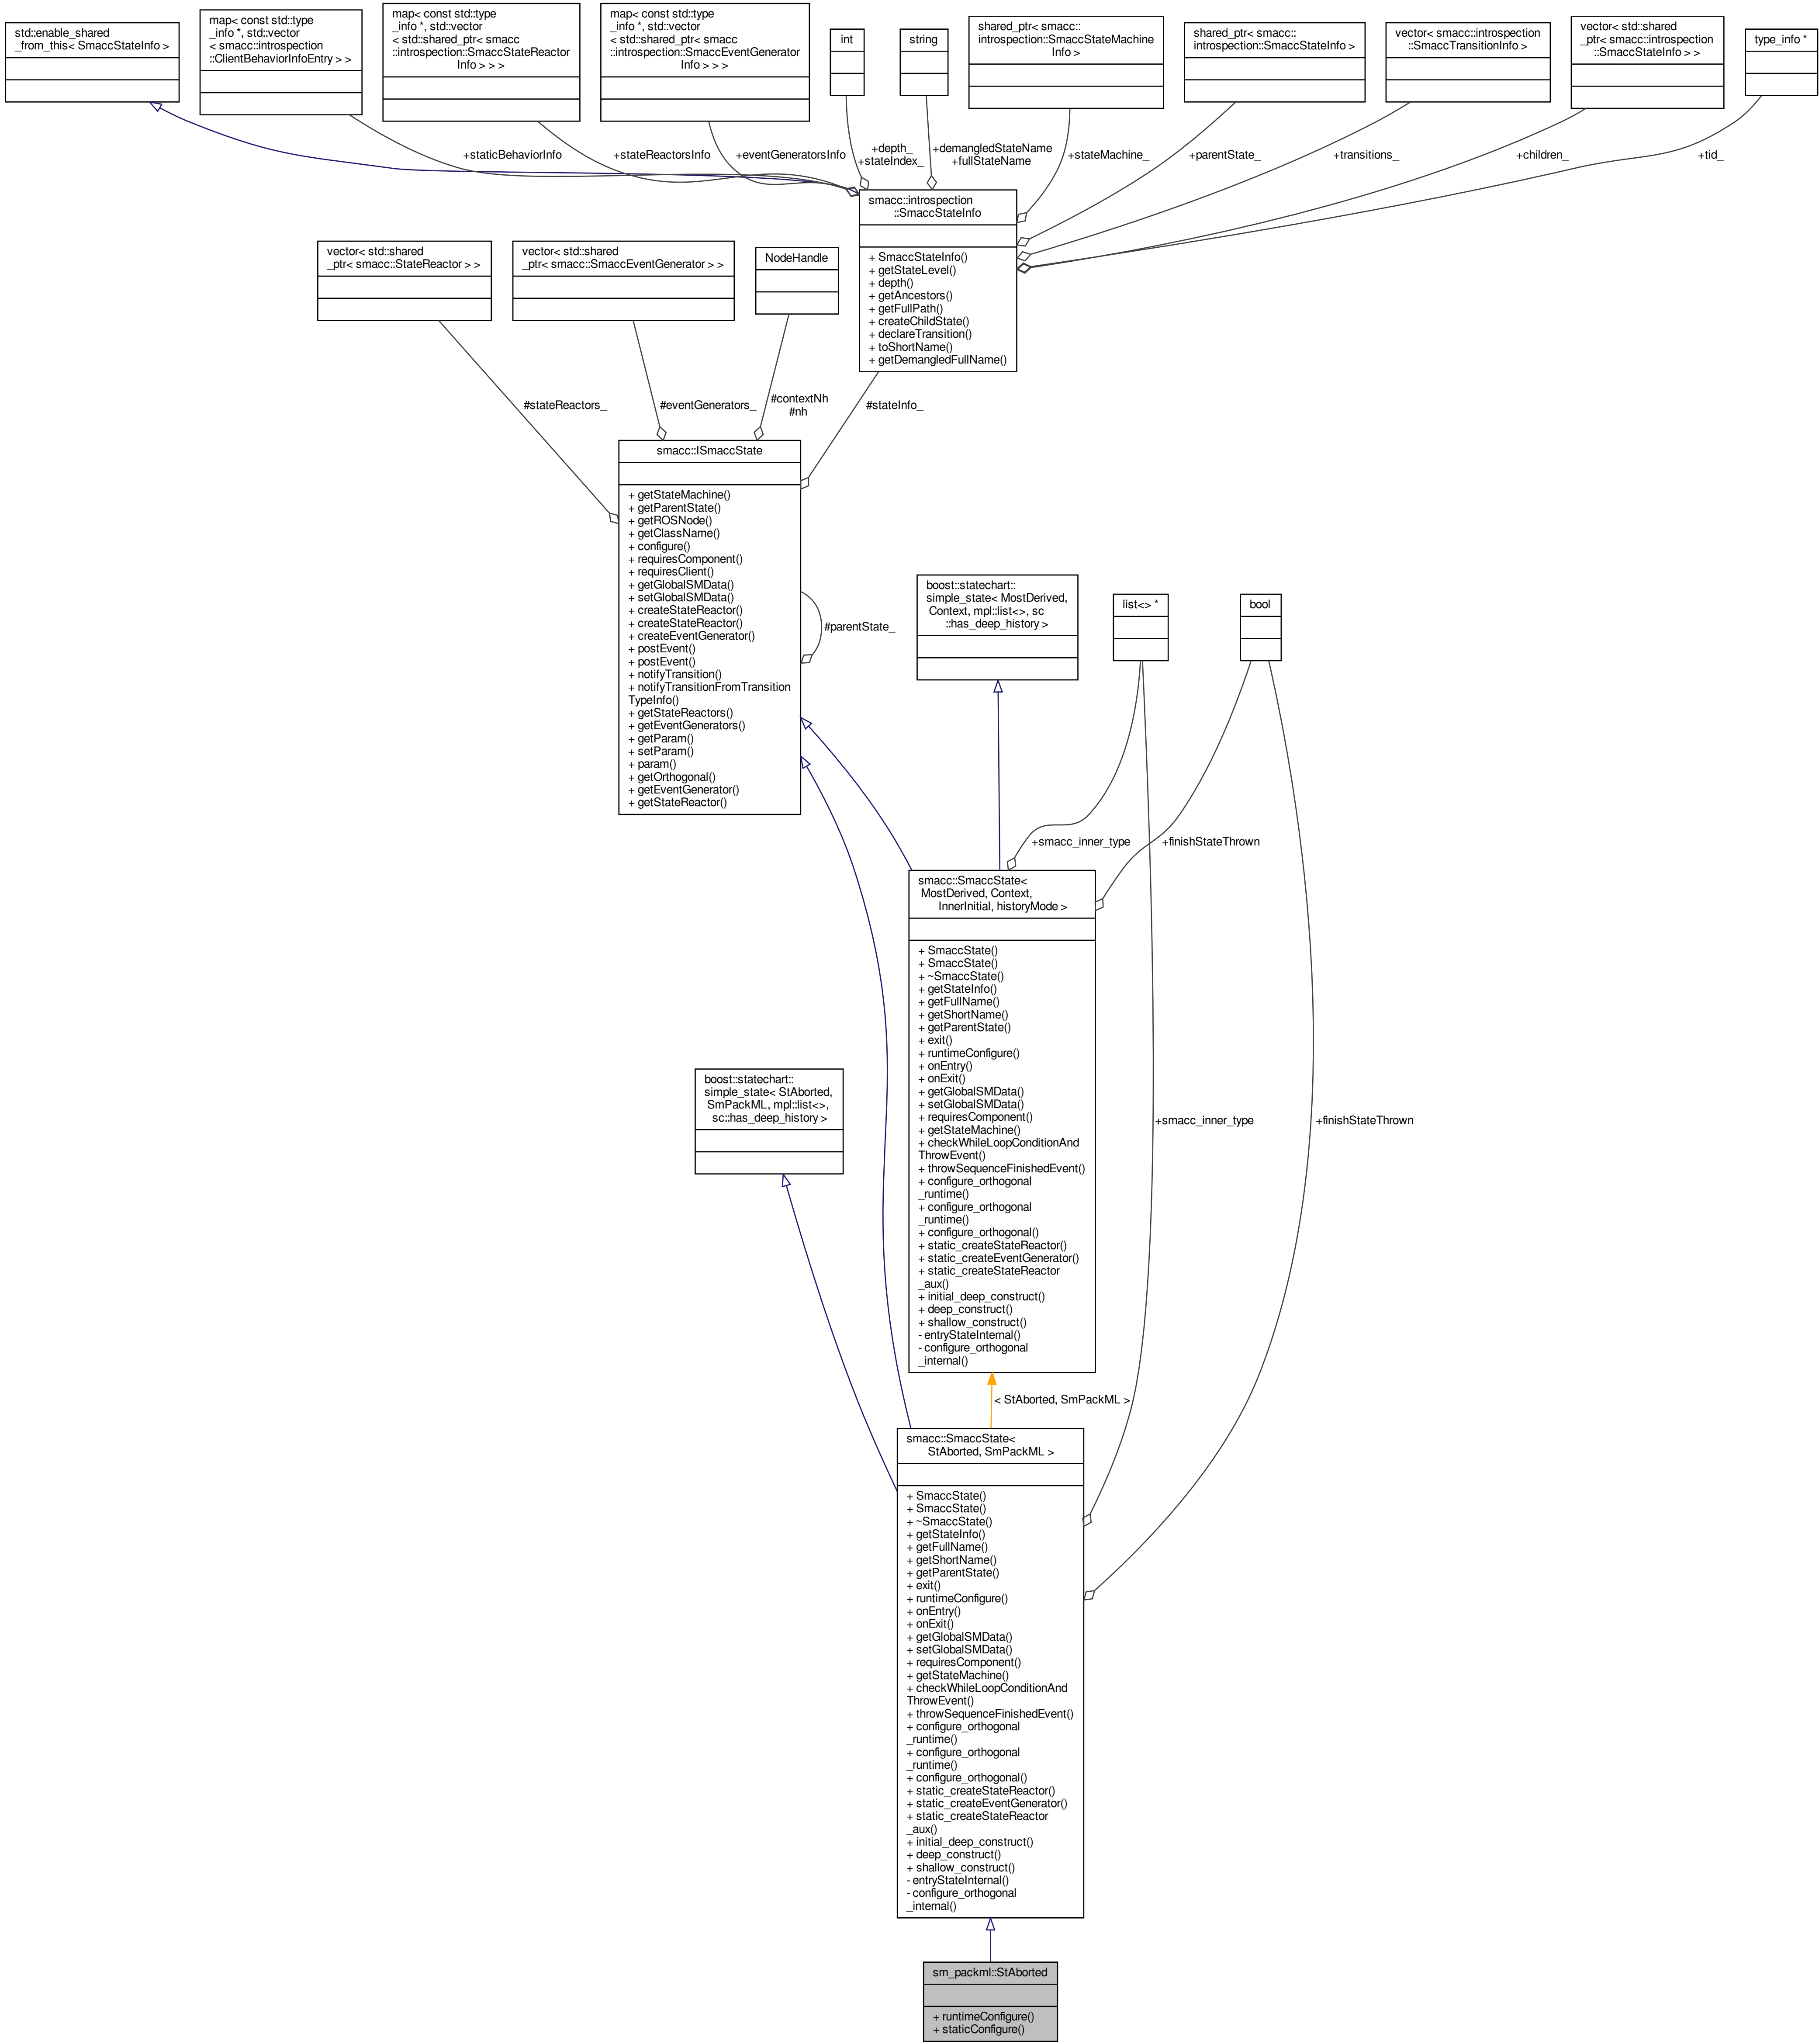 std::enable_shared
_from_this< SmaccStateInfo >
map< const std::type
_info *, std::vector
< smacc::introspection
::ClientBehaviorInfoEntry > >
map< const std::type
_info *, std::vector
< std::shared_ptr< smacc
::introspection::SmaccStateReactor
Info > > >
map< const std::type
_info *, std::vector
< std::shared_ptr< smacc
::introspection::SmaccEventGenerator
Info > > >
int
string
shared_ptr< smacc::
introspection::SmaccStateMachine
Info >
shared_ptr< smacc::
introspection::SmaccStateInfo >
vector< smacc::introspection
::SmaccTransitionInfo >
vector< std::shared
_ptr< smacc::introspection
::SmaccStateInfo > >
type_info *
+staticBehaviorInfo
+stateReactorsInfo
+eventGeneratorsInfo
+depth_
+stateIndex_
+demangledStateName
+fullStateName
+stateMachine_
+parentState_
+transitions_
+children_
+tid_
smacc::introspection
::SmaccStateInfo
+ SmaccStateInfo()
+ getStateLevel()
+ depth()
+ getAncestors()
+ getFullPath()
+ createChildState()
+ declareTransition()
+ toShortName()
+ getDemangledFullName()
vector< std::shared
_ptr< smacc::StateReactor > >
vector< std::shared
_ptr< smacc::SmaccEventGenerator > >
NodeHandle
#stateReactors_
#eventGenerators_
#contextNh
#nh
#stateInfo_
smacc::ISmaccState
+ getStateMachine()
+ getParentState()
+ getROSNode()
+ getClassName()
+ configure()
+ requiresComponent()
+ requiresClient()
+ getGlobalSMData()
+ setGlobalSMData()
+ createStateReactor()
+ createStateReactor()
+ createEventGenerator()
+ postEvent()
+ postEvent()
+ notifyTransition()
+ notifyTransitionFromTransition
TypeInfo()
+ getStateReactors()
+ getEventGenerators()
+ getParam()
+ setParam()
+ param()
+ getOrthogonal()
+ getEventGenerator()
+ getStateReactor()
#parentState_
boost::statechart::
simple_state< MostDerived,
Context, mpl::list<>, sc
::has_deep_history >
list<> *
bool
+smacc_inner_type
+finishStateThrown
smacc::SmaccState<
MostDerived, Context,
InnerInitial, historyMode >
+ SmaccState()
+ SmaccState()
+ ~SmaccState()
+ getStateInfo()
+ getFullName()
+ getShortName()
+ getParentState()
+ exit()
+ runtimeConfigure()
+ onEntry()
+ onExit()
+ getGlobalSMData()
+ setGlobalSMData()
+ requiresComponent()
+ getStateMachine()
+ checkWhileLoopConditionAnd
ThrowEvent()
+ throwSequenceFinishedEvent()
+ configure_orthogonal
_runtime()
+ configure_orthogonal
_runtime()
+ configure_orthogonal()
+ static_createStateReactor()
+ static_createEventGenerator()
+ static_createStateReactor
_aux()
+ initial_deep_construct()
+ deep_construct()
+ shallow_construct()
- entryStateInternal()
- configure_orthogonal
_internal()
boost::statechart::
simple_state< StAborted,
SmPackML, mpl::list<>,
sc::has_deep_history >
+smacc_inner_type
+finishStateThrown
< StAborted, SmPackML >
smacc::SmaccState<
StAborted, SmPackML >
+ SmaccState()
+ SmaccState()
+ ~SmaccState()
+ getStateInfo()
+ getFullName()
+ getShortName()
+ getParentState()
+ exit()
+ runtimeConfigure()
+ onEntry()
+ onExit()
+ getGlobalSMData()
+ setGlobalSMData()
+ requiresComponent()
+ getStateMachine()
+ checkWhileLoopConditionAnd
ThrowEvent()
+ throwSequenceFinishedEvent()
+ configure_orthogonal
_runtime()
+ configure_orthogonal
_runtime()
+ configure_orthogonal()
+ static_createStateReactor()
+ static_createEventGenerator()
+ static_createStateReactor
_aux()
+ initial_deep_construct()
+ deep_construct()
+ shallow_construct()
- entryStateInternal()
- configure_orthogonal
_internal()
sm_packml::StAborted
+ runtimeConfigure()
+ staticConfigure()